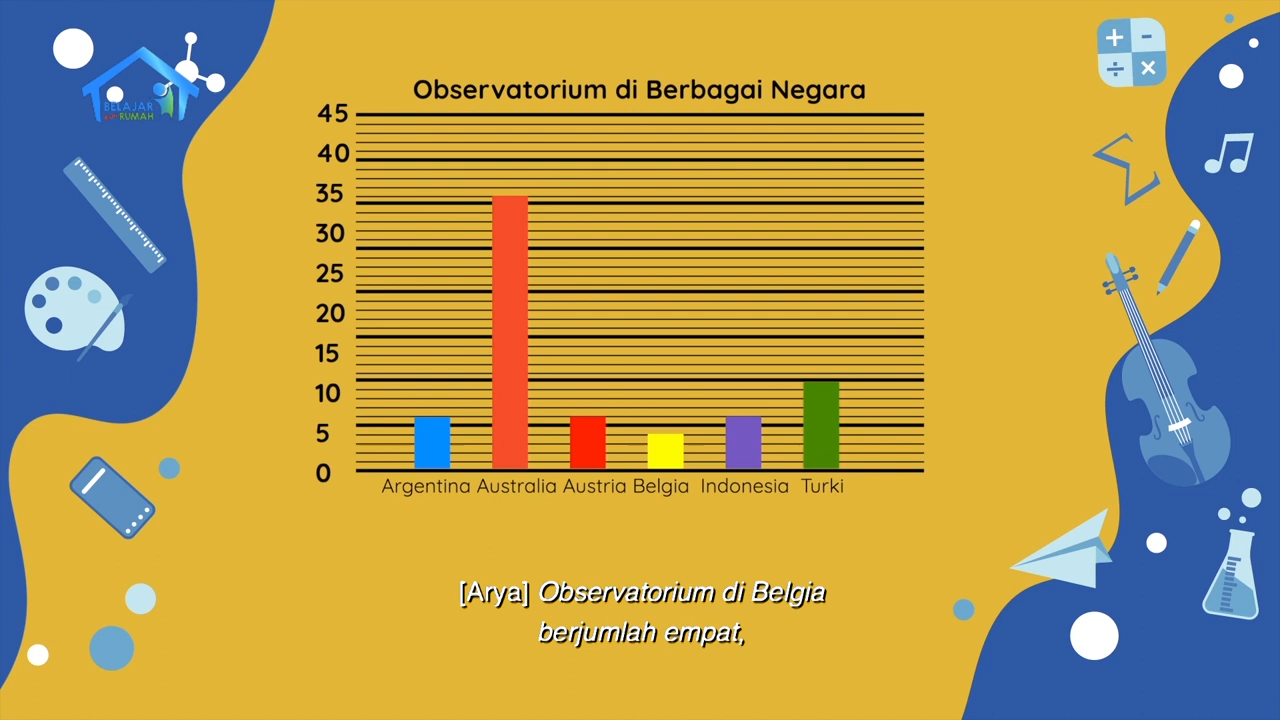 BELAJAR
dari RUMAH
Observatorium di Berbagai Negara
45
40
35
30
25
20
15
10
5
0
Argentina Australia Austria Belgia Indonesia Turki
[Arya] Observatorium di Belgia
berjumlah empat,